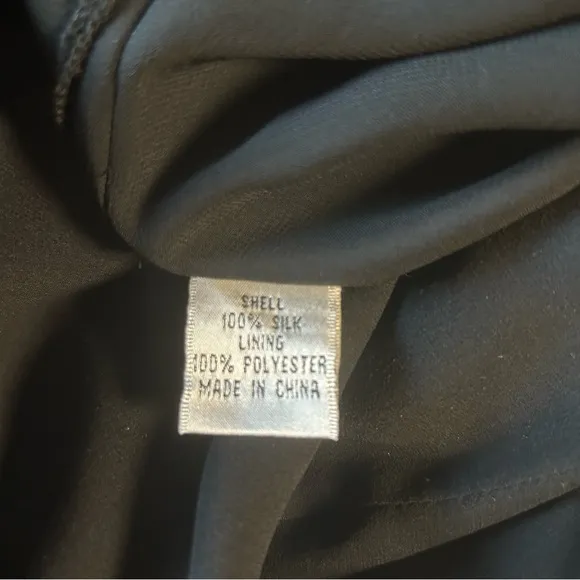 SHELL
100% SILK
LINING
100% POLYESTER
MADE IN CHINA